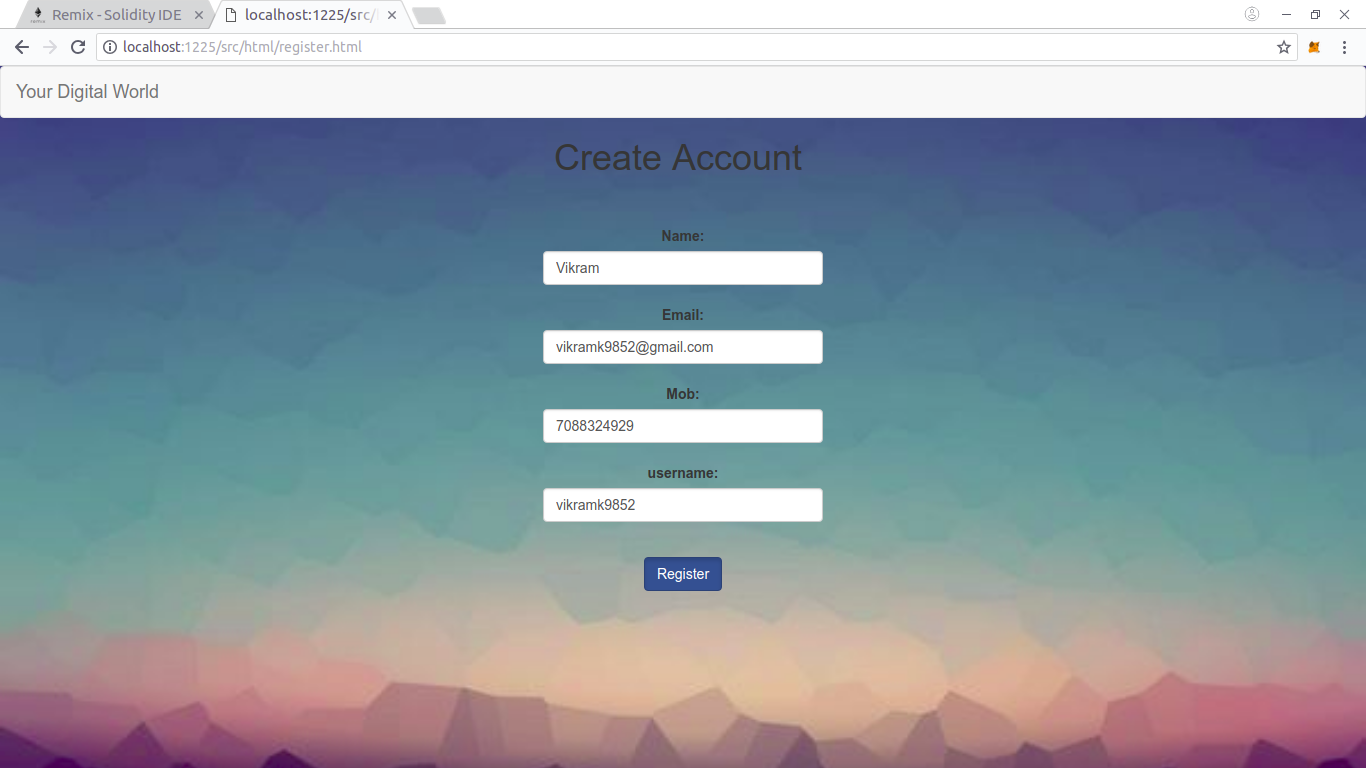 Remix - Solidity IDE
localhost:1225/src/
localhost:1225/src/html/register.html
Your Digital World
Create Account
Name:
Vikram
Email:
vikramk9852@gmail.com
Mob:
7088324929
username:
vikramk9852
Register